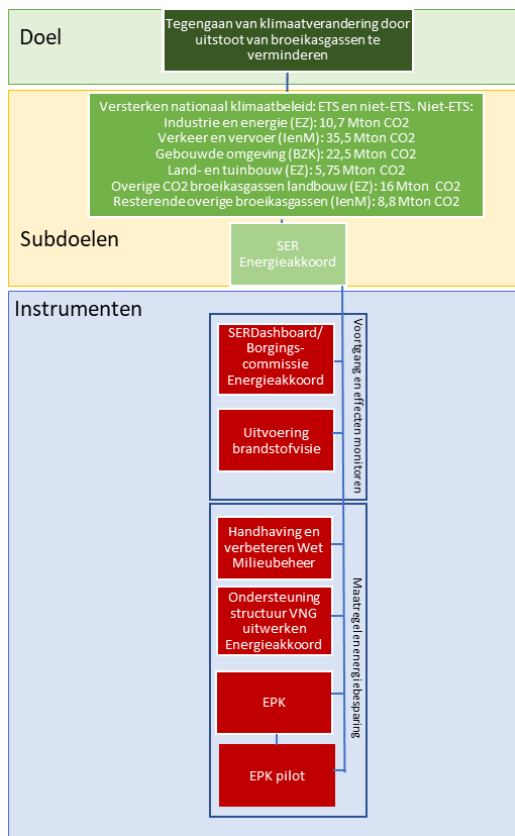 Doel
Tegengaan van klimaatverandering door
uitstoot van broeikasgassen te
verminderen
Versterken nationaal klimaatbeleid: ETS en niet-ETS. Niet-ETS:
Industrie en energie (EZ): 10,7 Mton CO2
Verkeer en vervoer (IenM): 35,5 Mton CO2
Gebouwde omgeving (BZK): 22,5 Mton CO2
Land- en tuinbouw (EZ): 5,75 Mton CO2
Overige CO2 broeikasgassen landbouw (EZ): 16 Mton CO2
Resterende overige broeikasgassen (IenM): 8,8 Mton CO2
Subdoelen
SER
Energieakkoord
Instrumenten
SERDashboard/
Borgings-
commissie
Energieakkoord
Uitvoering
brandstofvisie
Voortgang en effecten monitoren
Handhaving en
verbeteren Wet
Milieubeheer
Ondersteuning
structuur VNG
uitwerken
Energieakkoord
EPK
EPK pilot
Maatregelen energiebesparing